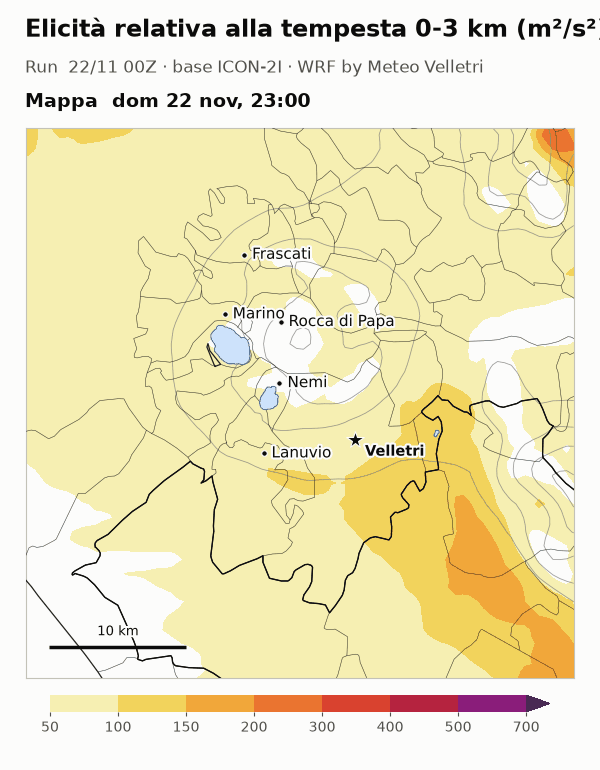 Elicità relativa alla tempesta 0-3 km (m²/s²)
Run  22/11 00Z · base ICON-2I · WRF by Meteo Velletri
Mappa  dom 22 nov, 23:00
Frascati
Marino
Rocca di Papa
Nemi
Velletri
Lanuvio
10 km
50 100 150 200 300 400 500 700